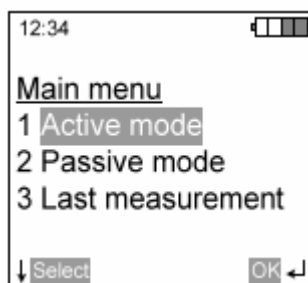 12:34
Main menu
1 Active mode
2 Passive mode
3 Last measurement
↓ Select OK ↵